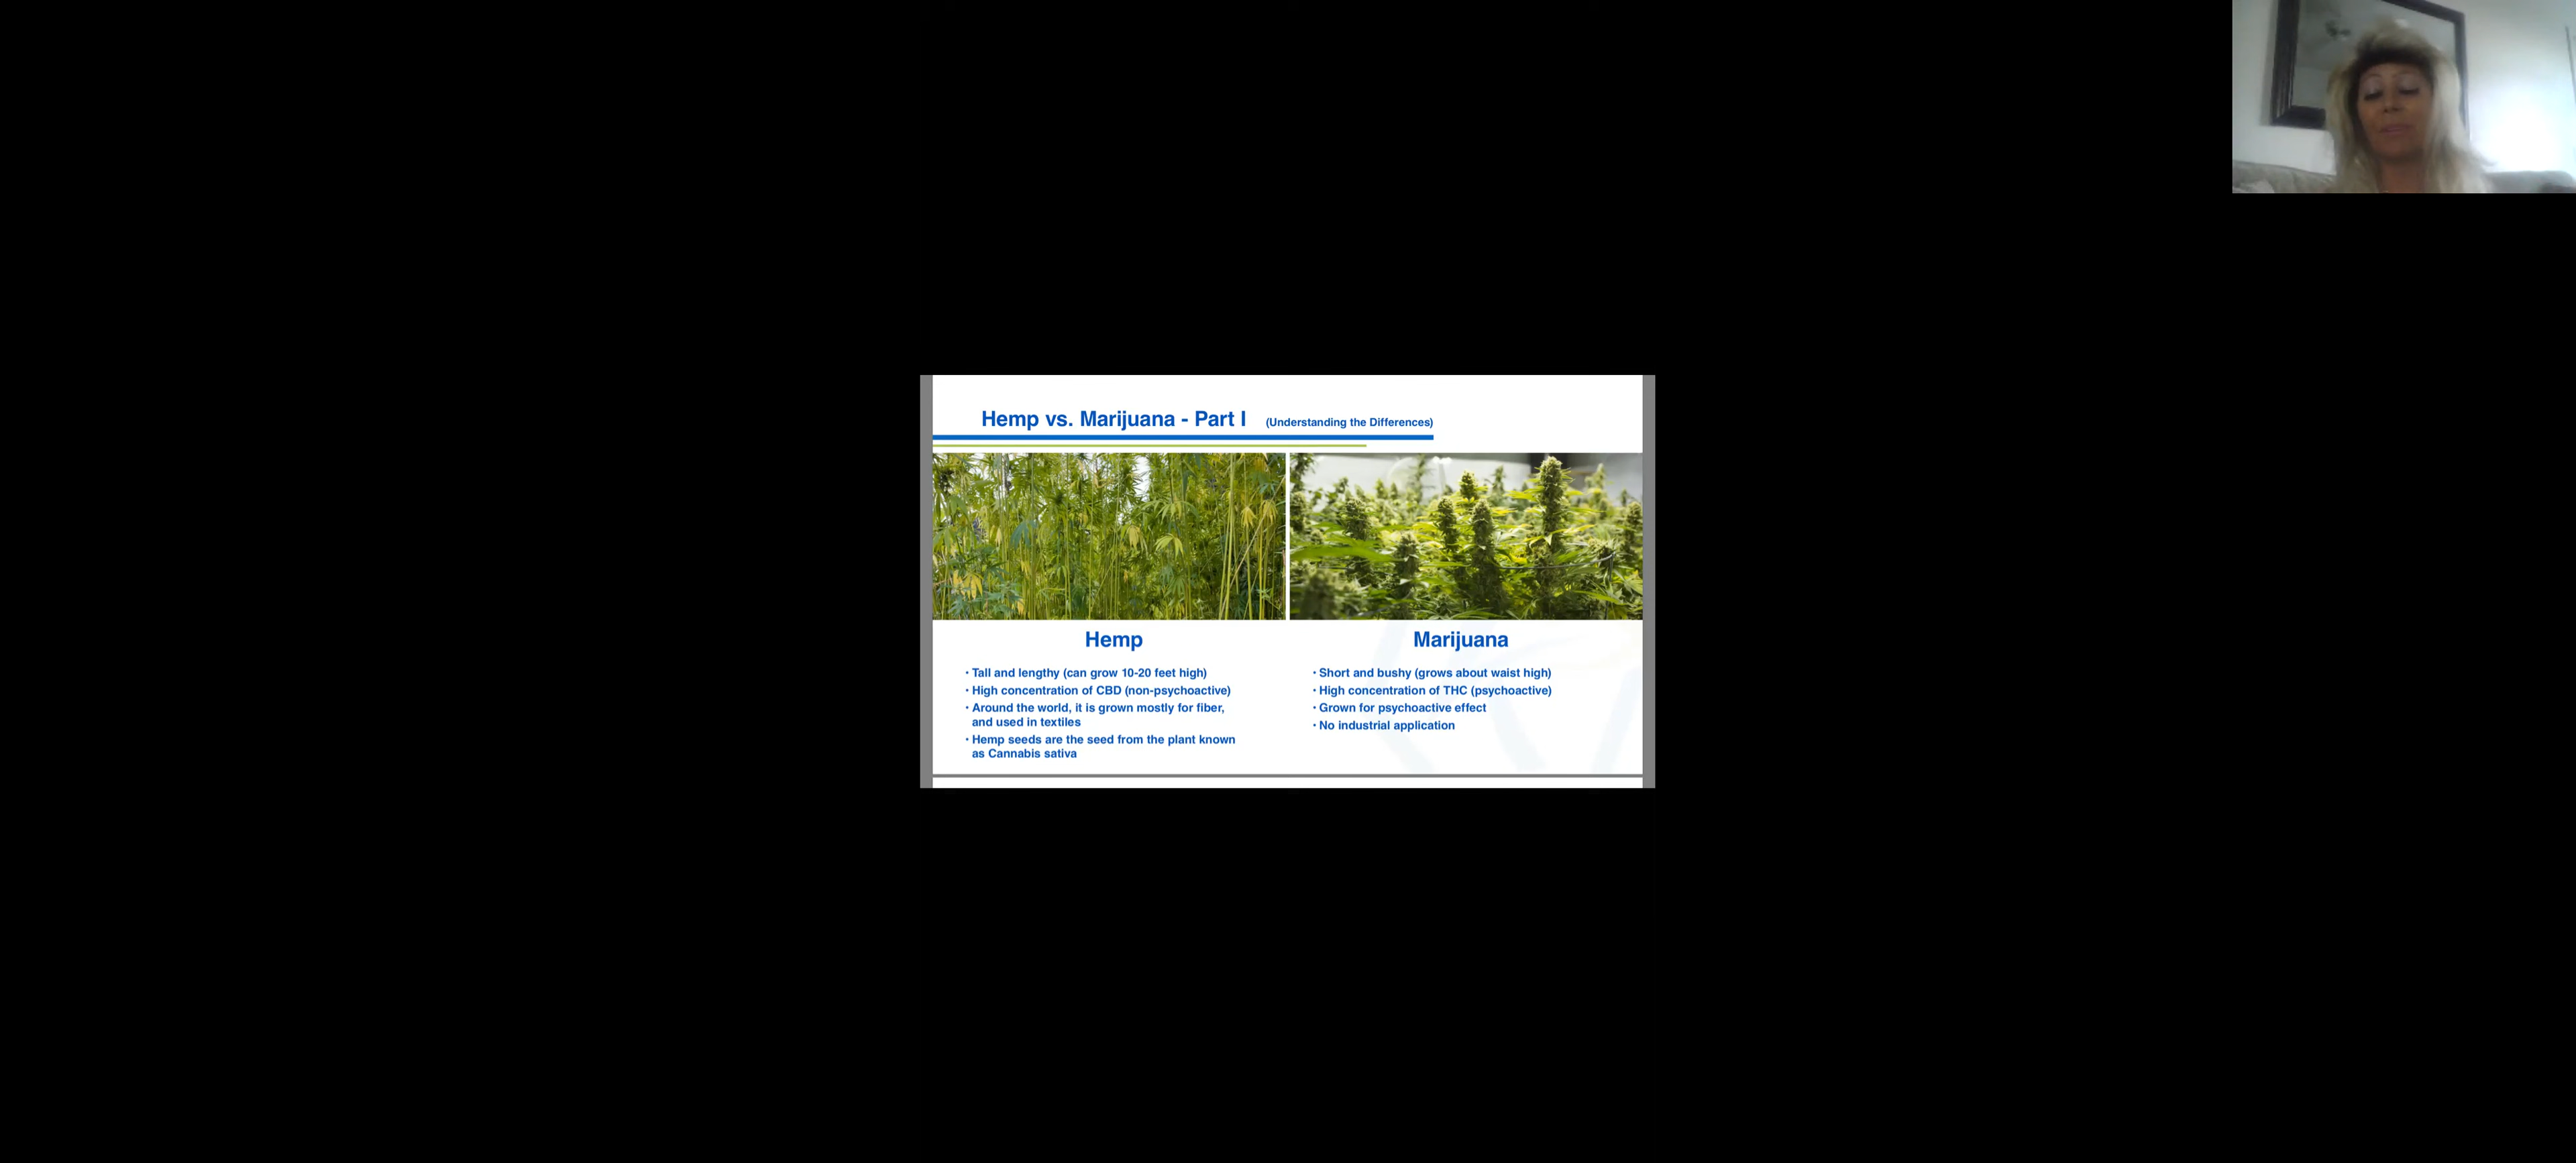 Hemp vs. Marijuana - Part I (Understanding the Differences)
Hemp
• Tall and lengthy (can grow 10-20 feet high)
• High concentration of CBD (non-psychoactive)
• Around the world, it is grown mostly for fiber,
and used in textiles
• Hemp seeds are the seed from the plant known
as Cannabis sativa
Marijuana
• Short and bushy (grows about waist high)
• High concentration of THC (psychoactive)
• Grown for psychoactive effect
• No industrial application